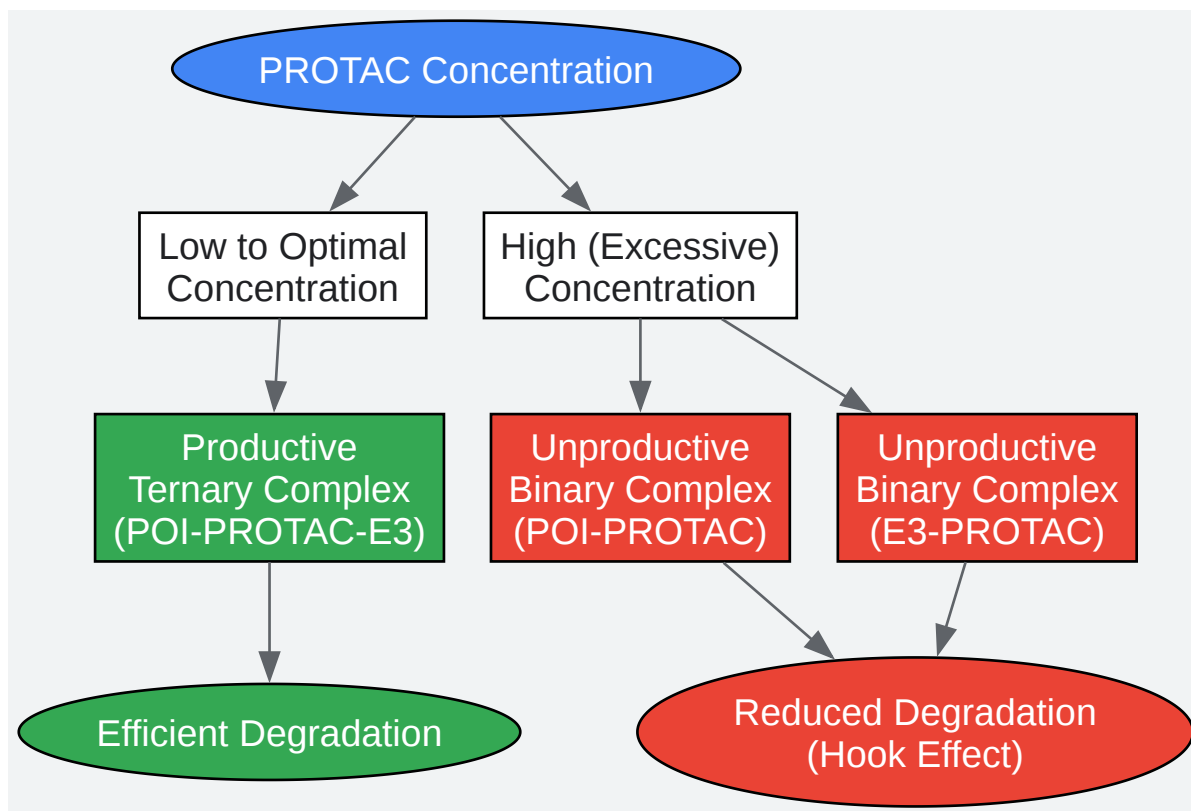 PROTAC Concentration
Low to Optimal
Concentration
High (Excessive)
Concentration
Productive
Ternary Complex
(POI-PROTAC-E3)
Unproductive
Binary Complex
(POI-PROTAC)
Unproductive
Binary Complex
(E3-PROTAC)
Efficient Degradation
Reduced Degradation
(Hook Effect)